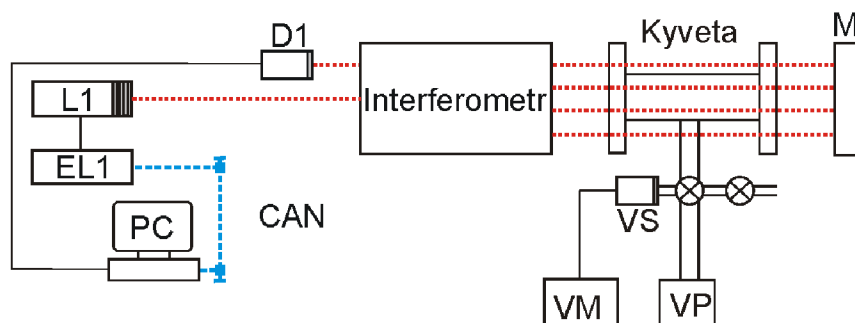 D1
Kyveta
M
L1
Interferometr
EL1
PC
CAN
VS
VM
VP